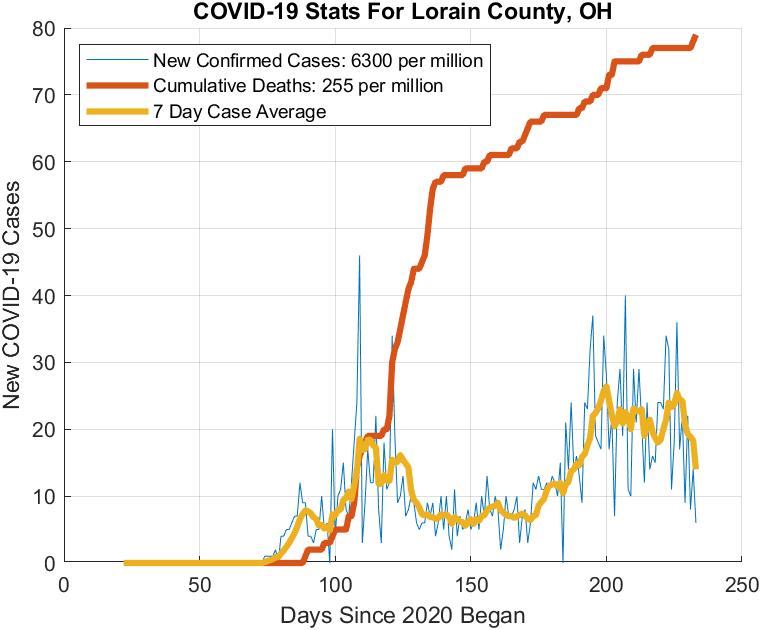 COVID-19 Stats For Lorain County, OH
New Confirmed Cases: 6300 per million
Cumulative Deaths: 255 per million
7 Day Case Average
New COVID-19 Cases
80
70
60
50
40
30
20
10
0
0 50 100 150 200 250
Days Since 2020 Began